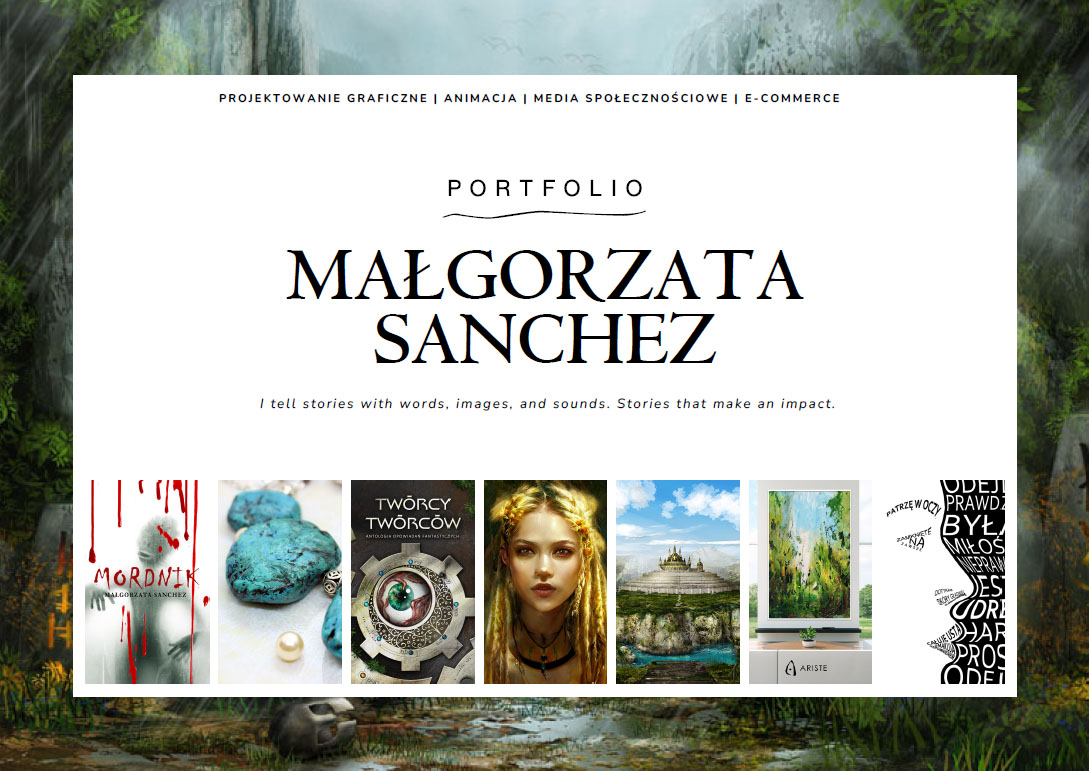 PROJEKTOWANIE GRAFICZNE | ANIMACJA | MEDIA SPOŁECZNOŚCIOWE | E-COMMERCE
PORTFOLIO
MAŁGORZATA
SANCHEZ
I tell stories with words, images, and sounds. Stories that make an impact.
MORDNIK
MAŁGORZATA SANCHEZ
TWÓRCY
TWÓRCÓW
ANTOLOGIA OPOWIADAŃ FANTASTYCZNYCH
ARISTE
PATRZĘ W OCZY
ZAMKNIĘTE
NA
ODEJ
PRAWDZ
BYŁA
MIŁOŚ
NIEPRAW
JEST
ODRE
HAR
PROS
ODEJ